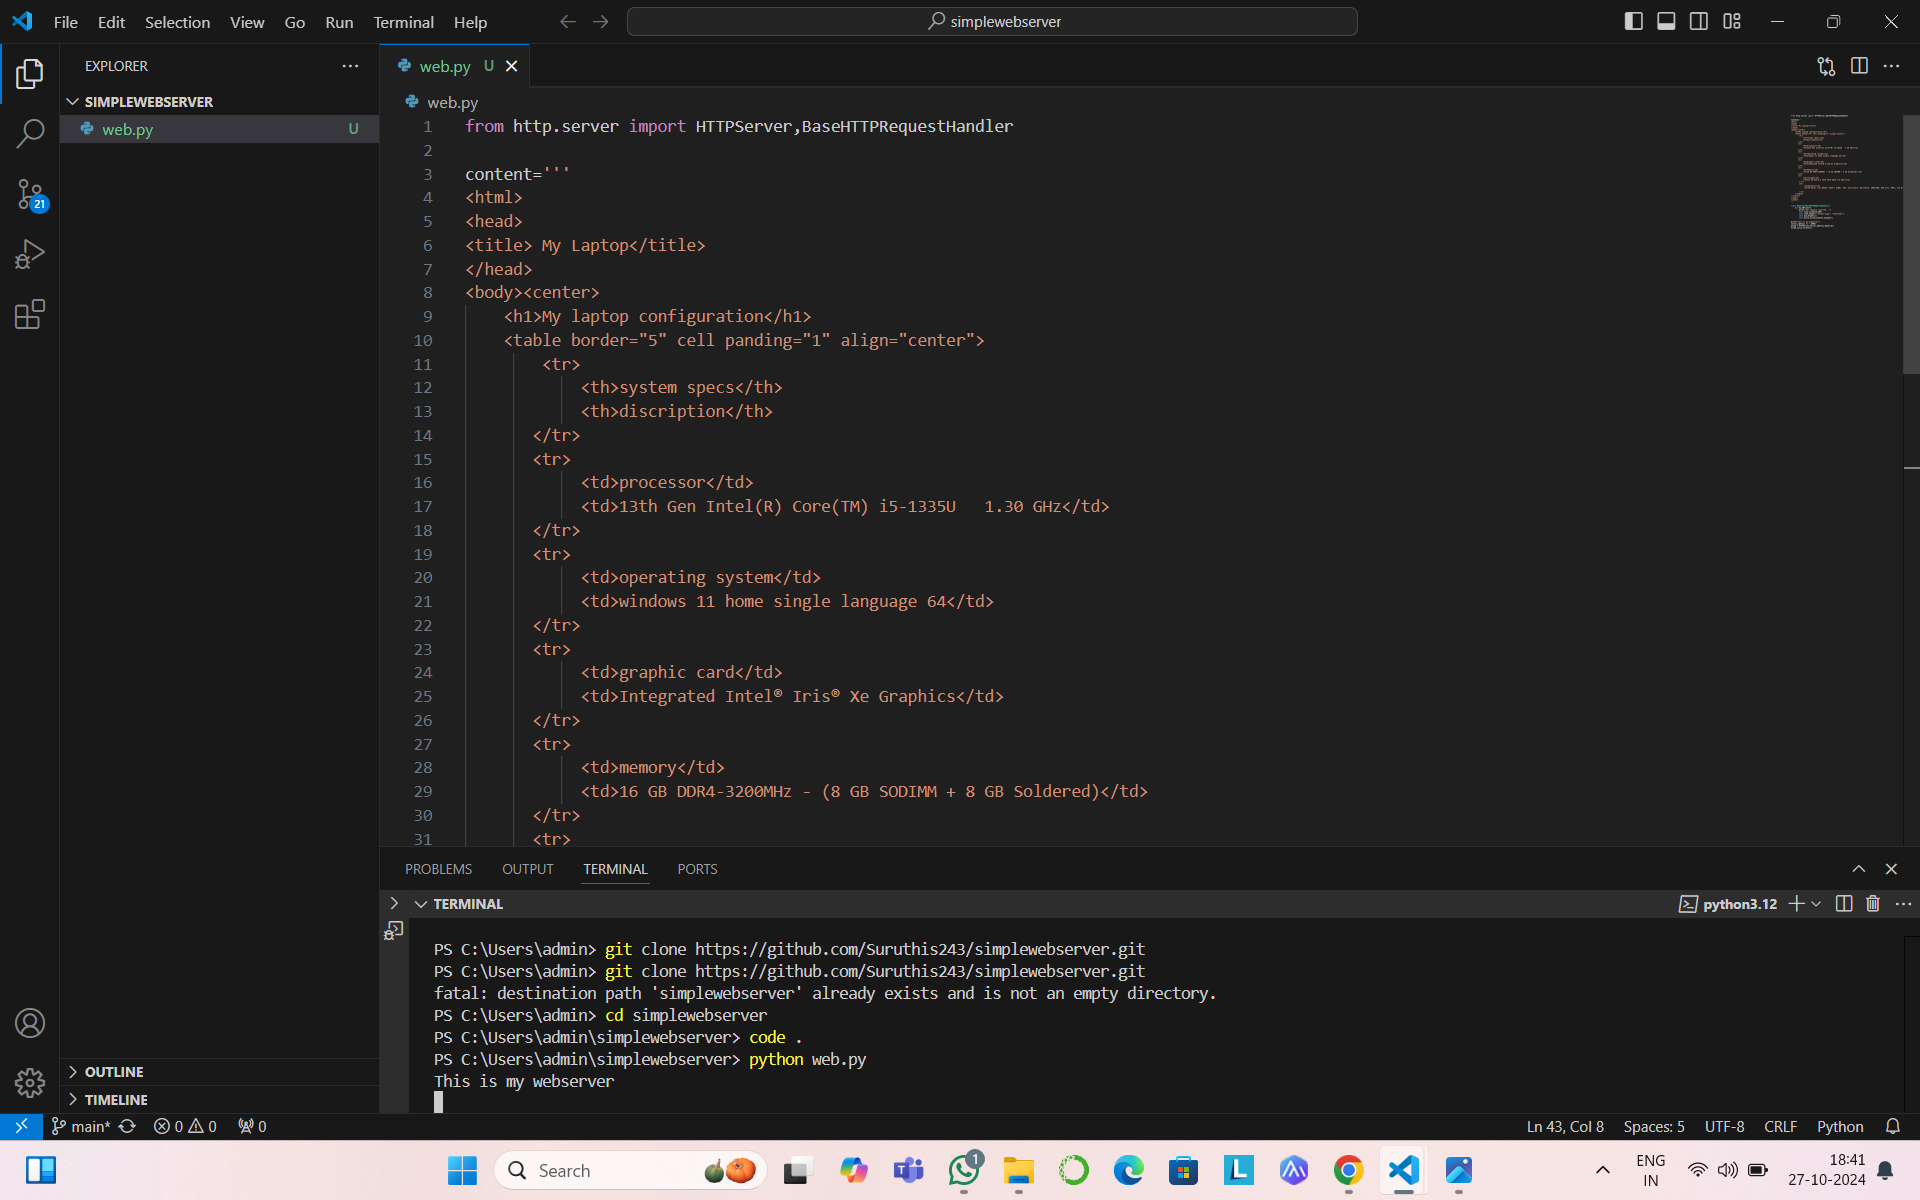 File Edit Selection View Go Run Terminal Help
simplewebserver
EXPLORER
SIMPLEWEBSERVER
web.py U
21
OUTLINE
TIMELINE
web.py U
web.py
1 from http.server import HTTPServer,BaseHTTPRequestHandler
2
3 content='''
4 <html>
5 <head>
6 <title> My Laptop</title>
7 </head>
8 <body><center>
9 <h1>My laptop configuration</h1>
10 <table border="5" cell panding="1" align="center">
11 <tr>
12 <th>system specs</th>
13 <th>discription</th>
14 </tr>
15 <tr>
16 <td>processor</td>
17 <td>13th Gen Intel(R) Core(TM) i5-1335U   1.30 GHz</td>
18 </tr>
19 <tr>
20 <td>operating system</td>
21 <td>windows 11 home single language 64</td>
22 </tr>
23 <tr>
24 <td>graphic card</td>
25 <td>Integrated Intel® Iris® Xe Graphics</td>
26 </tr>
27 <tr>
28 <td>memory</td>
29 <td>16 GB DDR4-3200MHz - (8 GB SODIMM + 8 GB Soldered)</td>
30 </tr>
31 <tr>
PROBLEMS OUTPUT TERMINAL PORTS
TERMINAL
python3.12
PS C:\Users\admin> git clone https://github.com/Suruthis243/simplewebserver.git
PS C:\Users\admin> git clone https://github.com/Suruthis243/simplewebserver.git
fatal: destination path 'simplewebserver' already exists and is not an empty directory.
PS C:\Users\admin> cd simplewebserver
PS C:\Users\admin\simplewebserver> code .
PS C:\Users\admin\simplewebserver> python web.py
This is my webserver
main* 0 0 0
Ln 43, Col 8 Spaces: 5 UTF-8 CRLF Python
Search
1
L
ENG
IN
18:41
27-10-2024